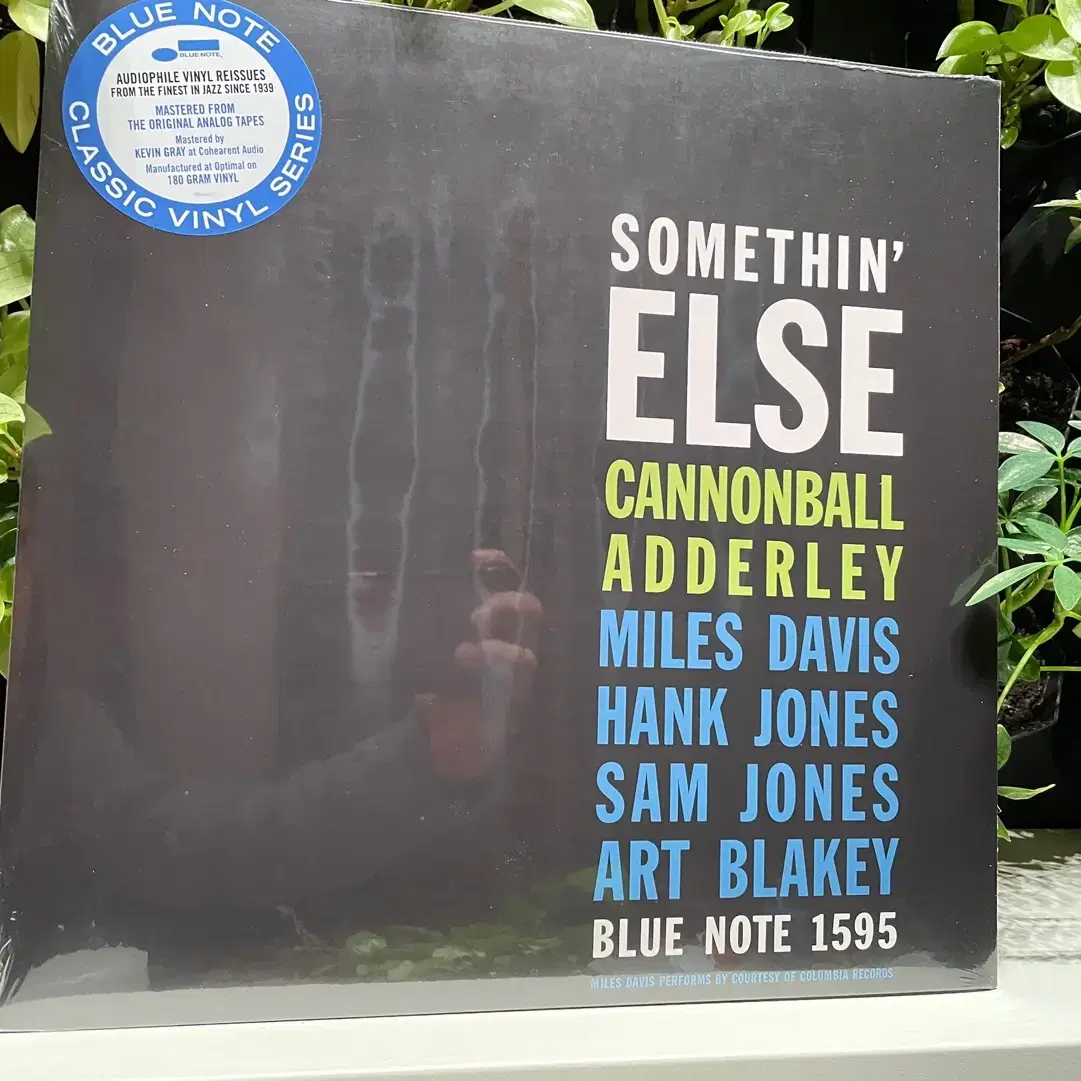 BLUE NOTE
BLUE NOTE
AUDIOPHILE VINYL REISSUES
FROM THE FINEST IN JAZZ SINCE 1939
MASTERED FROM
THE ORIGINAL ANALOG TAPES
Mastered by
KEVIN GRAY at Cohearent Audio
Manufactured at Optimal on
180 GRAM VINYL
CLASSIC VINYL SERIES
SOMETHIN'
ELSE
CANNONBALL
ADDERLEY
MILES DAVIS
HANK JONES
SAM JONES
ART BLAKEY
BLUE NOTE 1595
MILES DAVIS PERFORMS BY COURTESY OF COLUMBIA RECORDS